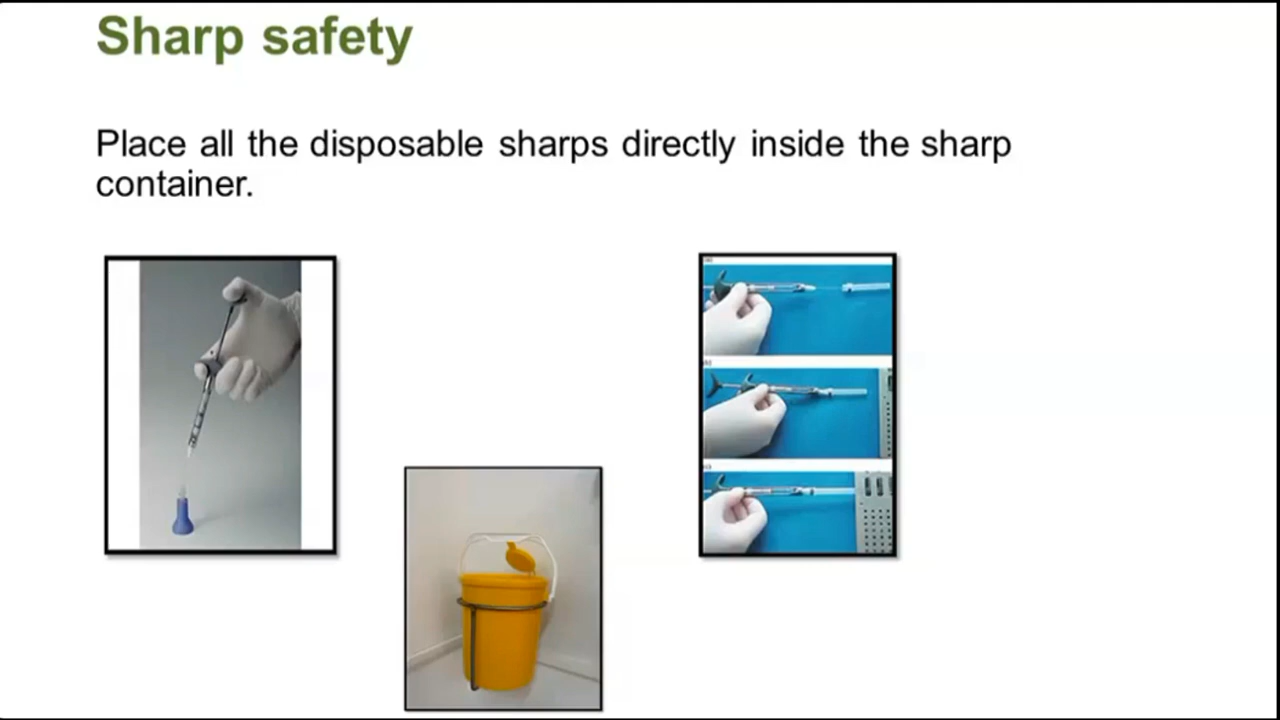 Sharp safety
Place all the disposable sharps directly inside the sharp
container.